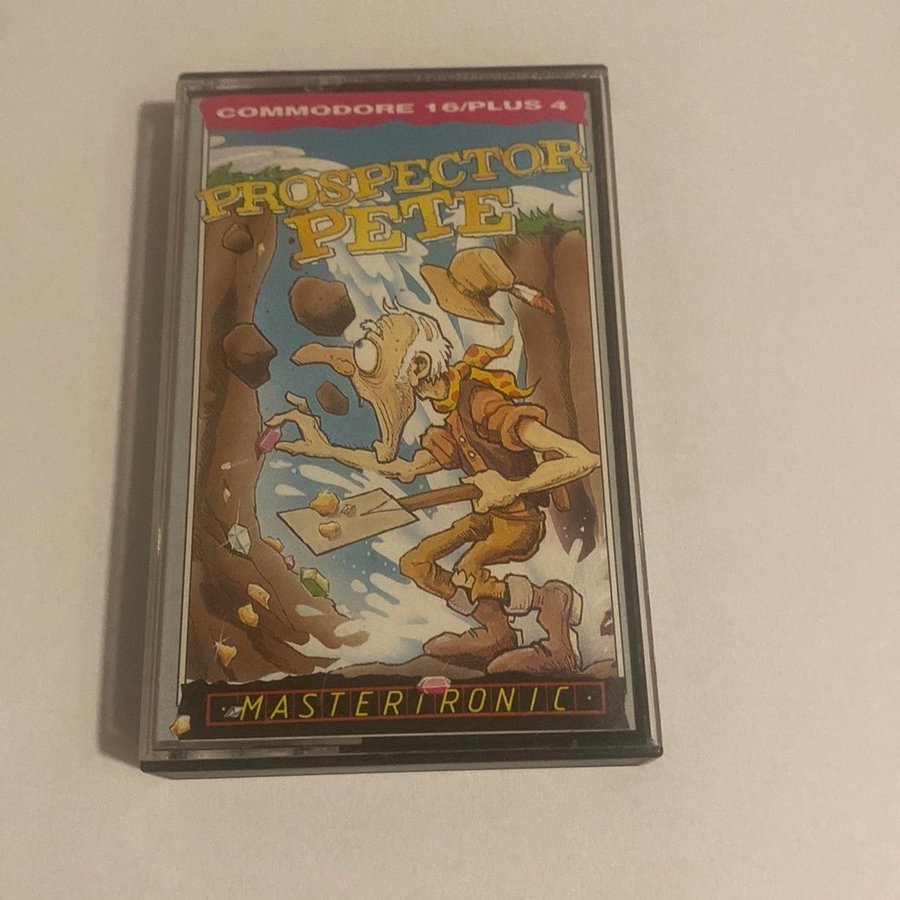 COMMODORE 16/PLUS 4
PROSPECTOR
PETE
MASTERTRONIC